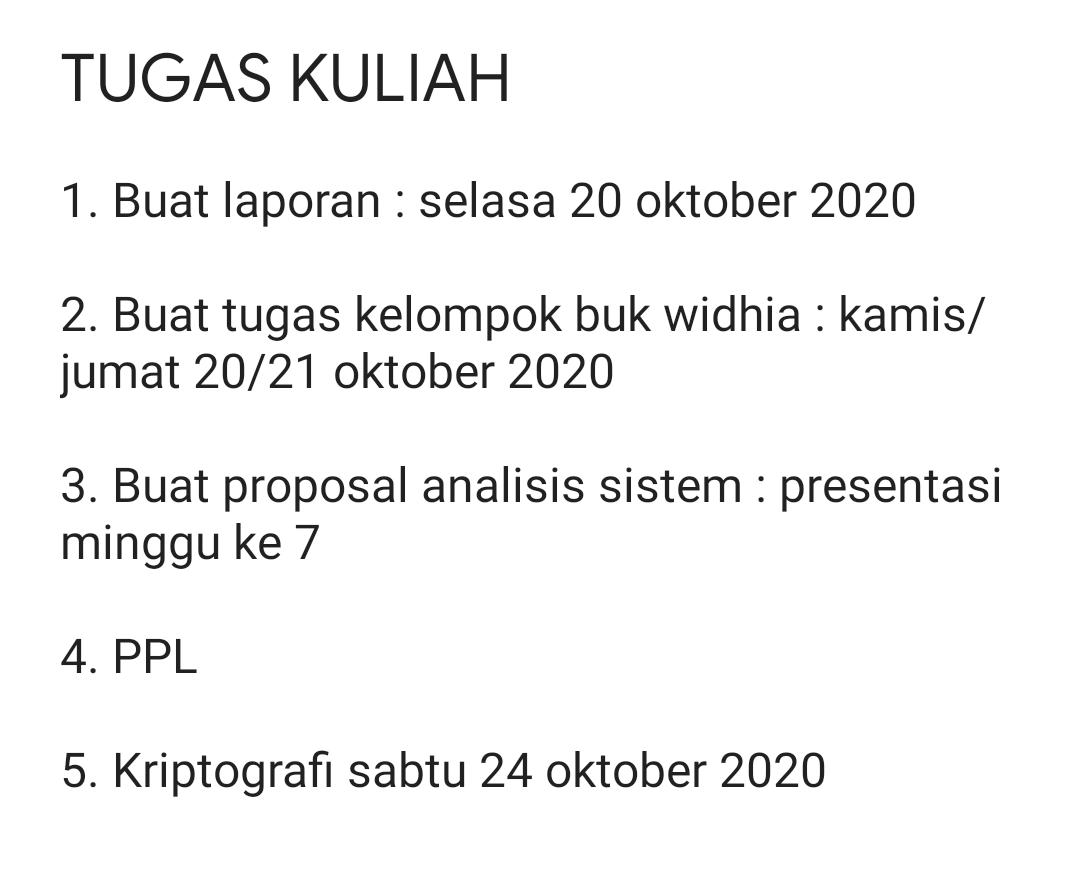 TUGAS KULIAH
1. Buat laporan : selasa 20 oktober 2020
2. Buat tugas kelompok buk widhia : kamis/
jumat 20/21 oktober 2020
3. Buat proposal analisis sistem : presentasi
minggu ke 7
4. PPL
5. Kriptografi sabtu 24 oktober 2020